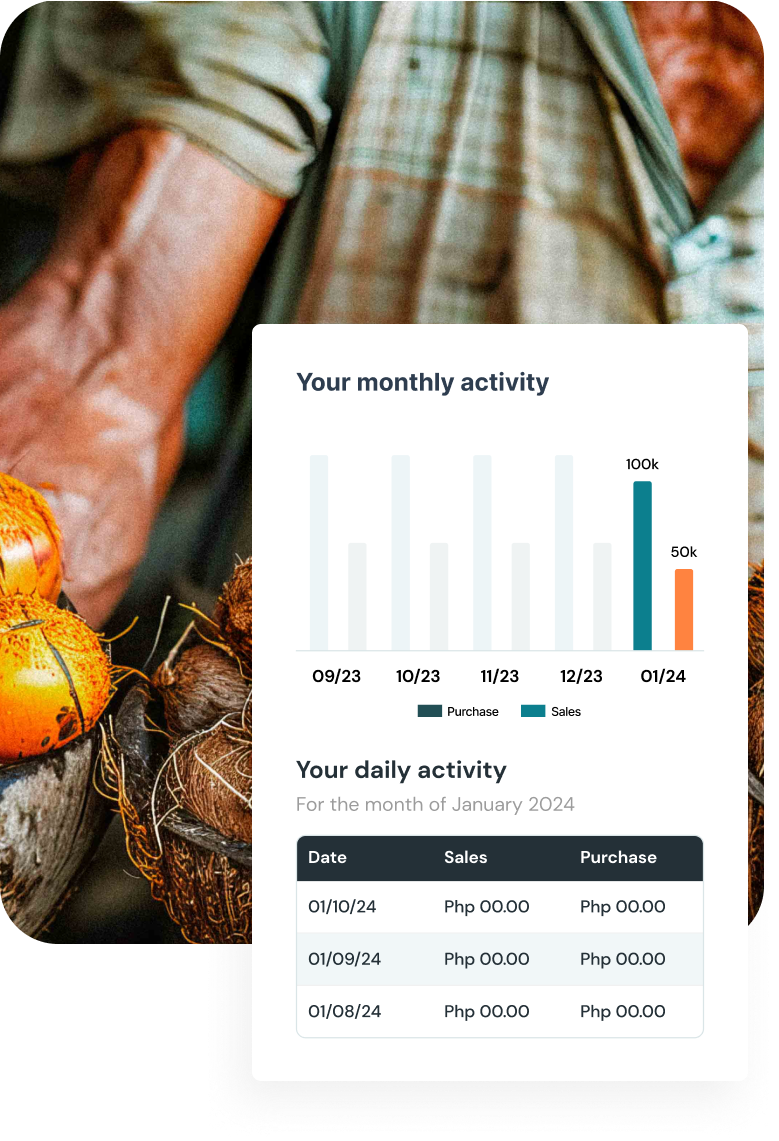 Your monthly activity
100k
50k
09/23 10/23 11/23 12/23 01/24
Purchase Sales
Your daily activity
For the month of January 2024
Date Sales Purchase
01/10/24 Php 00.00 Php 00.00
01/09/24 Php 00.00 Php 00.00
01/08/24 Php 00.00 Php 00.00